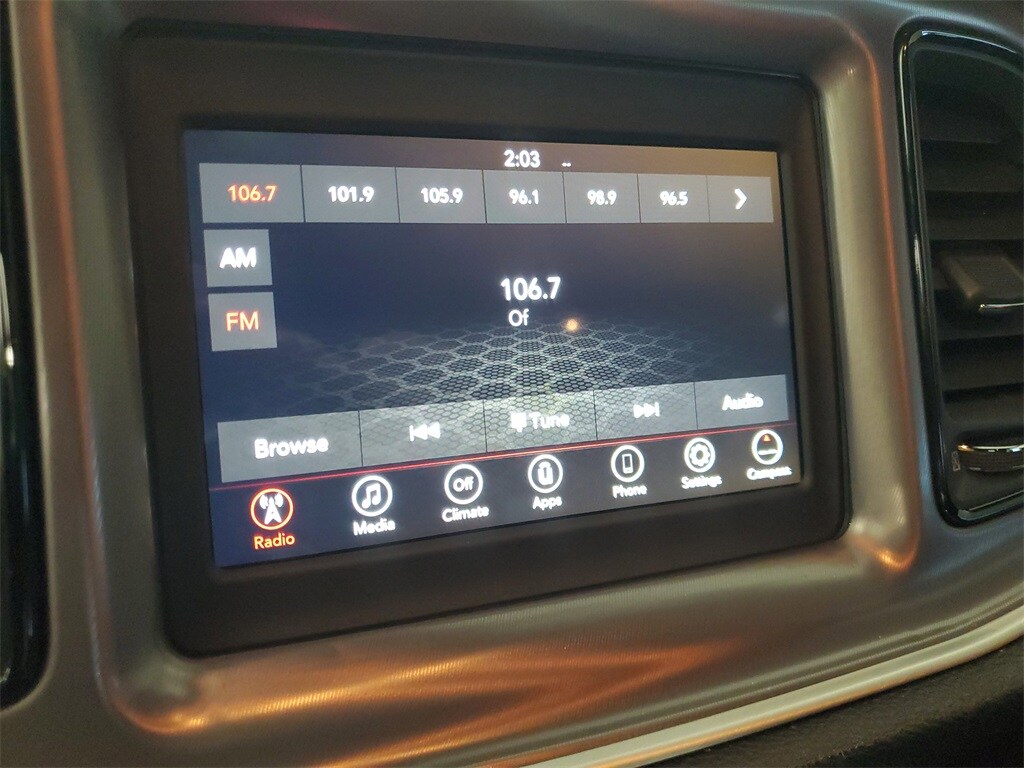 2:03 --
106.7 101.9 105.9 96.1 98.9 96.5
AM
106.7
FM
Of
Browse Tune Audio
Off
Radio Media Climate Apps Phone Settings Compass